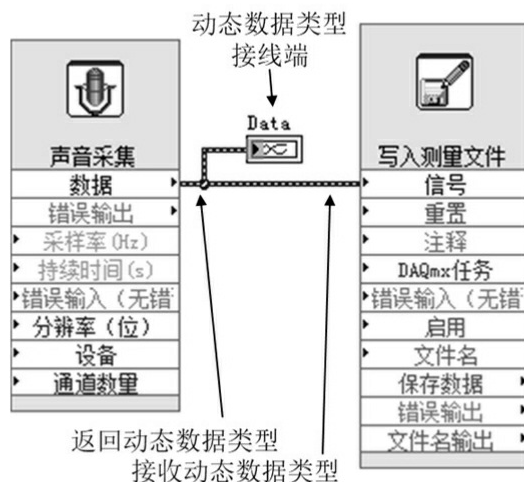 动态数据类型
接线端
Data
声音采集
数据
错误输出
采样率(Hz)
持续时间(s)
错误输入（无错
分辨率（位）
设备
通道数量
写入测量文件
信号
重置
注释
DAQmx任务
错误输入（无错
启用
文件名
保存数据
错误输出
文件名输出
返回动态数据类型
接收动态数据类型